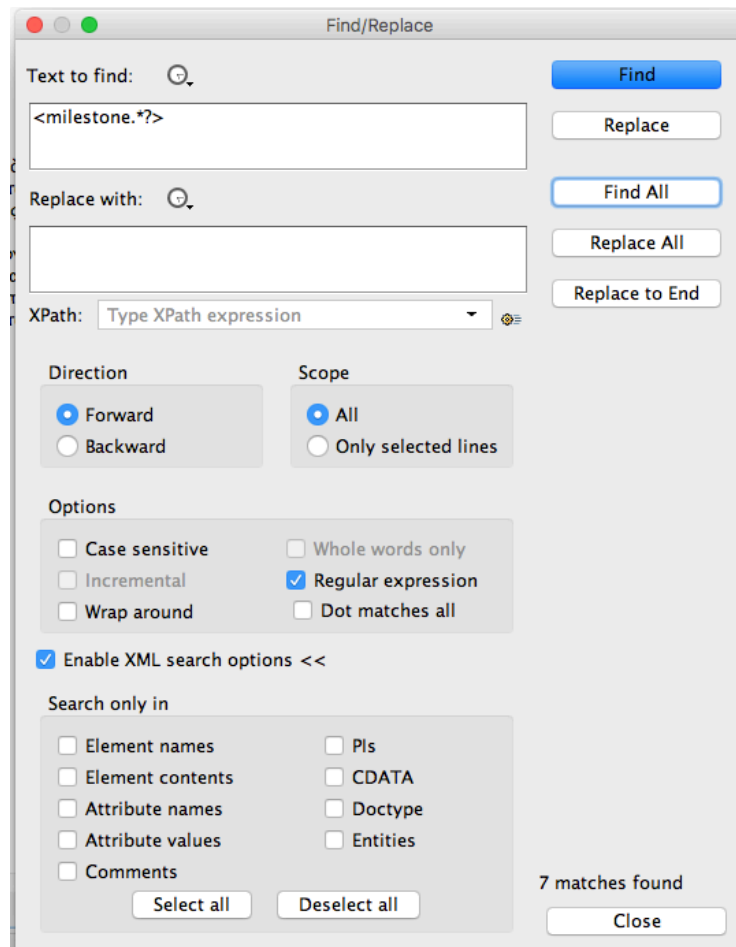 Find/Replace
Text to find:
Find
<milestone.*?>
Replace
Replace with:
Find All
Replace All
Replace to End
XPath: Type XPath expression
Direction
Scope
Forward
All
Backward
Only selected lines
Options
Case sensitive
Whole words only
Incremental
Regular expression
Wrap around
Dot matches all
Enable XML search options <<
Search only in
Element names
PIs
Element contents
CDATA
Attribute names
Doctype
Attribute values
Entities
Comments
7 matches found
Select all
Deselect all
Close